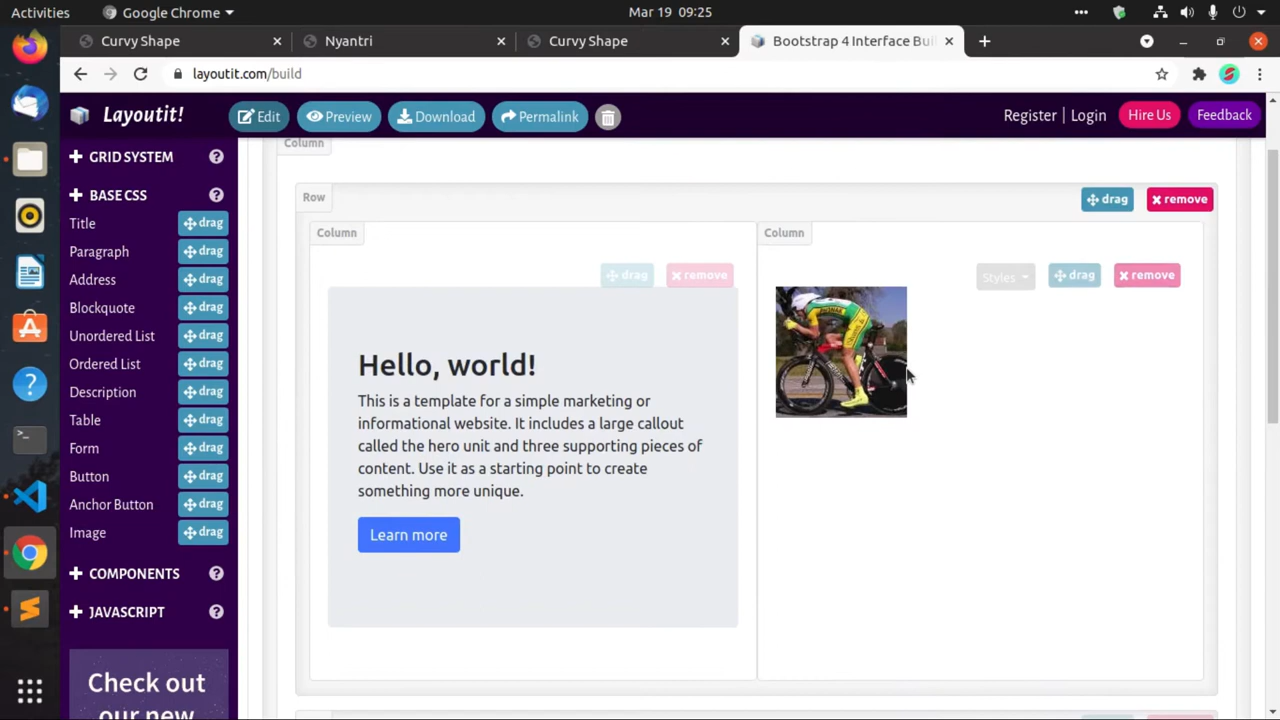 Activities
Google Chrome
Mar 19 09:25
Curvy Shape
Nyantri
Curvy Shape
Bootstrap 4 Interface Bui
layoutit.com/build
Layoutit!
Edit
Preview
Download
Permalink
Register | Login
Hire Us
Feedback
+ GRID SYSTEM ?
+ BASE CSS ?
Title drag
Paragraph drag
Address drag
Blockquote drag
Unordered List drag
Ordered List drag
Description drag
Table drag
Form drag
Button drag
Anchor Button drag
Image drag
+ COMPONENTS ?
+ JAVASCRIPT ?
Check out
our new
Column
Row
drag
remove
Column
drag
remove
Hello, world!
This is a template for a simple marketing or
informational website. It includes a large callout
called the hero unit and three supporting pieces of
content. Use it as a starting point to create
something more unique.
Learn more
Column
Styles
drag
remove